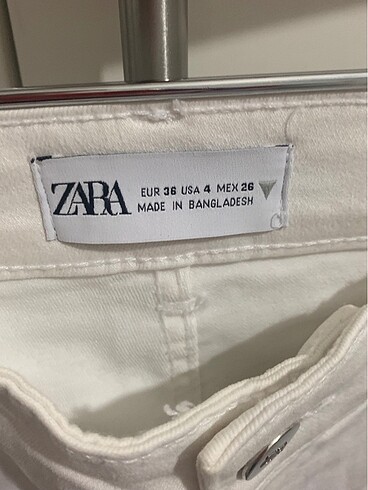 ZARA
EUR 36 USA 4 MEX 26
MADE IN BANGLADESH